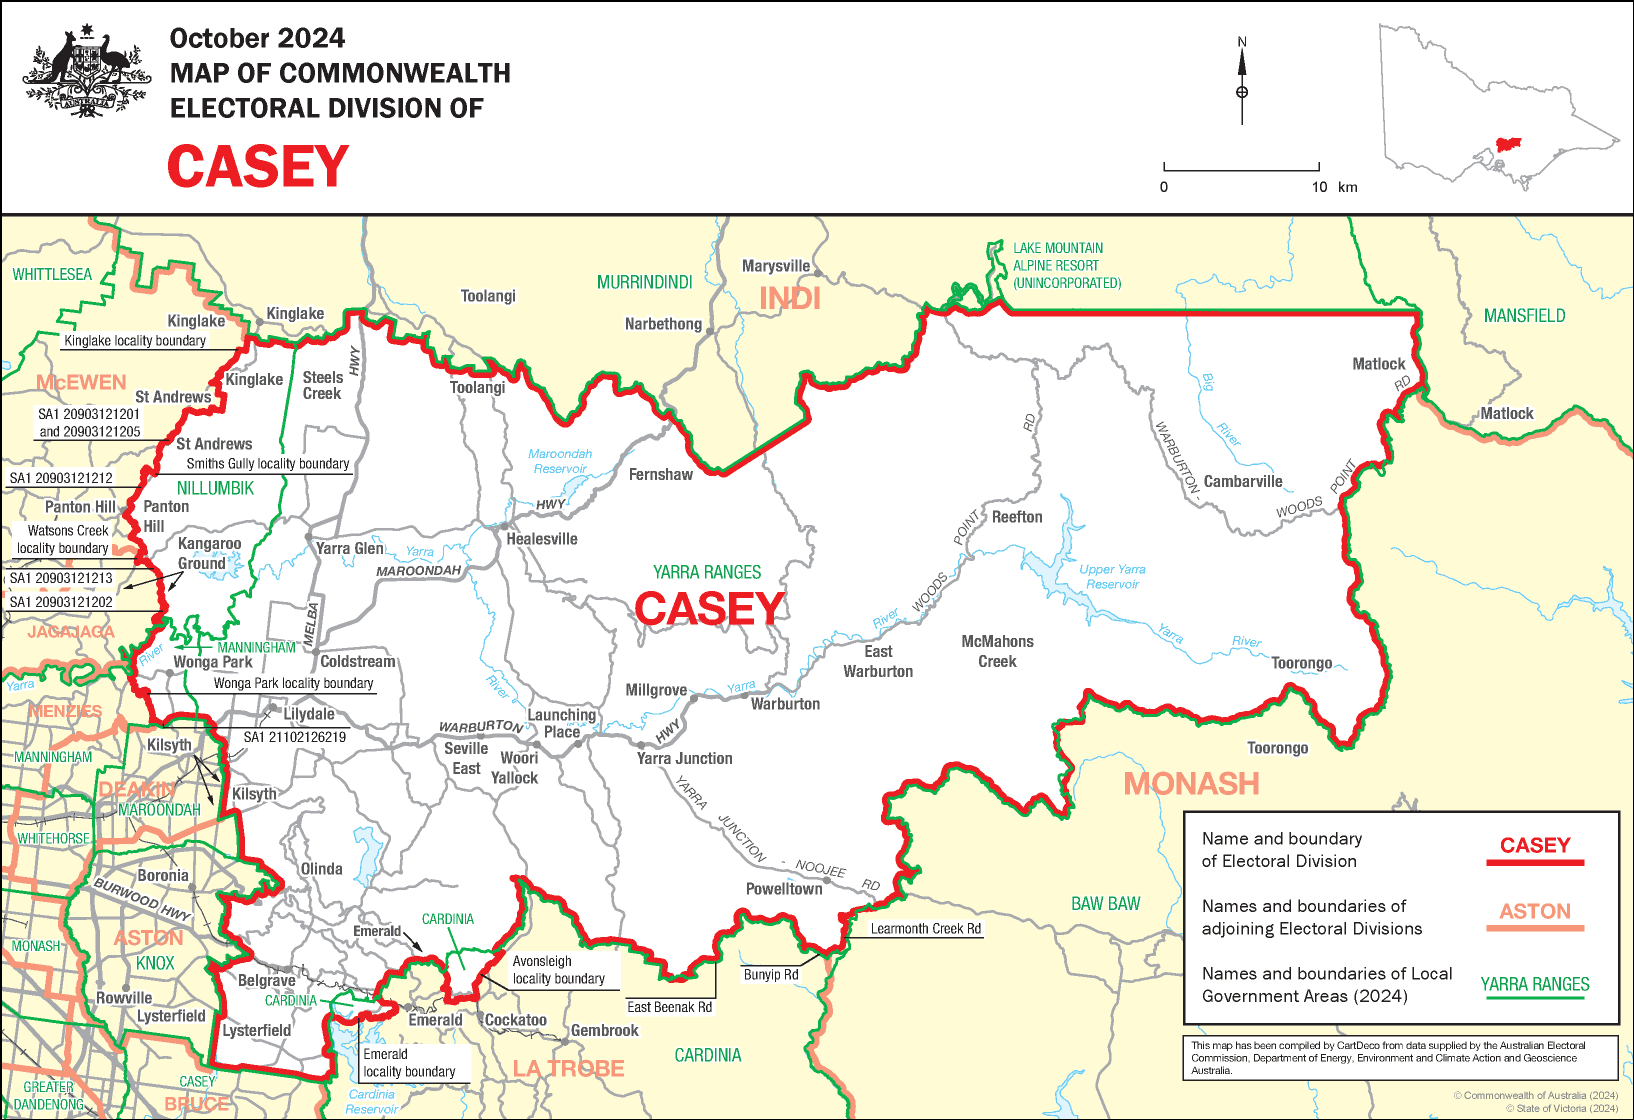 October 2024
MAP OF COMMONWEALTH
ELECTORAL DIVISION OF
CASEY
AUSTRALIA
N
0 10 km
WHITTLESEA
Toolangi
MURRINDINDI
Marysville
INDI
LAKE MOUNTAIN
ALPINE RESORT
(UNINCORPORATED)
MANSFIELD
Kinglake
Kinglake
Narbethong
Kinglake locality boundary
McEWEN
Kinglake
Steels
Creek
HWY
Toolangi
Matlock
RD
Big
River
Matlock
St Andrews
SA1 20903121201
and 20903121205
St Andrews
Smiths Gully locality boundary
Maroondah
Reservoir
Fernshaw
RD
WARBURTON -
WOODS
POINT
Cambarville
SA1 20903121212
NILLUMBIK
Panton Hill
Panton
Hill
HWY
Reefton
Watsons Creek
locality boundary
Kangaroo
Ground
Yarra Glen
Yarra
Healesville
POINT
WOODS
MAROONDAH
YARRA RANGES
CASEY
Upper Yarra
Reservoir
SA1 20903121213
SA1 20903121202
MELBA
River
JAGAJAGA
MANNINGHAM
River
Wonga Park
Coldstream
East
Warburton
McMahons
Creek
Yarra
River
Toorongo
Yarra
Wonga Park locality boundary
River
Millgrove
Yarra
Warburton
MENZIES
Lilydale
WARBURTON
Launching
Place
HWY
SA1 21102126219
Kilsyth
Seville
East
Woori
Yallock
Yarra Junction
Toorongo
MANNINGHAM
DEAKIN
MAROONDAH
Kilsyth
YARRA
JUNCTION
-
NOOJEE
RD
MONASH
WHITEHORSE
Olinda
Boronia
BURWOOD HWY
Powelltown
BAW BAW
CARDINIA
Emerald
Learmonth Creek Rd
ASTON
MONASH
KNOX
Avonsleigh
locality boundary
Bunyip Rd
Belgrave
CARDINIA
East Beenak Rd
Rowville
Lysterfield
Lysterfield
Emerald
Cockatoo
Gembrook
Emerald
locality boundary
LA TROBE
CARDINIA
CASEY
BRUCE
GREATER
DANDENONG
Cardinia
Reservoir
Name and boundary
of Electoral Division
CASEY
Names and boundaries of
adjoining Electoral Divisions
ASTON
Names and boundaries of Local
Government Areas (2024)
YARRA RANGES
This map has been compiled by CartDeco from data supplied by the Australian Electoral
Commission, Department of Energy, Environment and Climate Action and Geoscience
Australia.
© Commonwealth of Australia (2024)
© State of Victoria (2024)